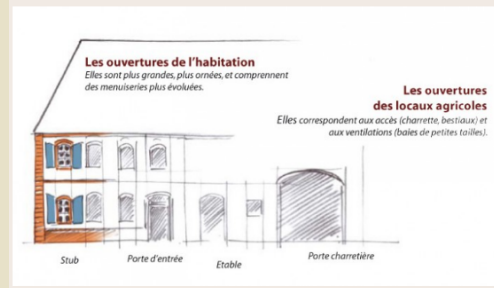 Les ouvertures de l'habitation
Elles sont plus grandes, plus ornées, et comprennent
des menuiseries plus évoluées.
Les ouvertures
des locaux agricoles
Elles correspondent aux accès (charrette, bestiaux) et
aux ventilations (baies de petites tailles).
Stub
Porte d'entrée
Etable
Porte charretière